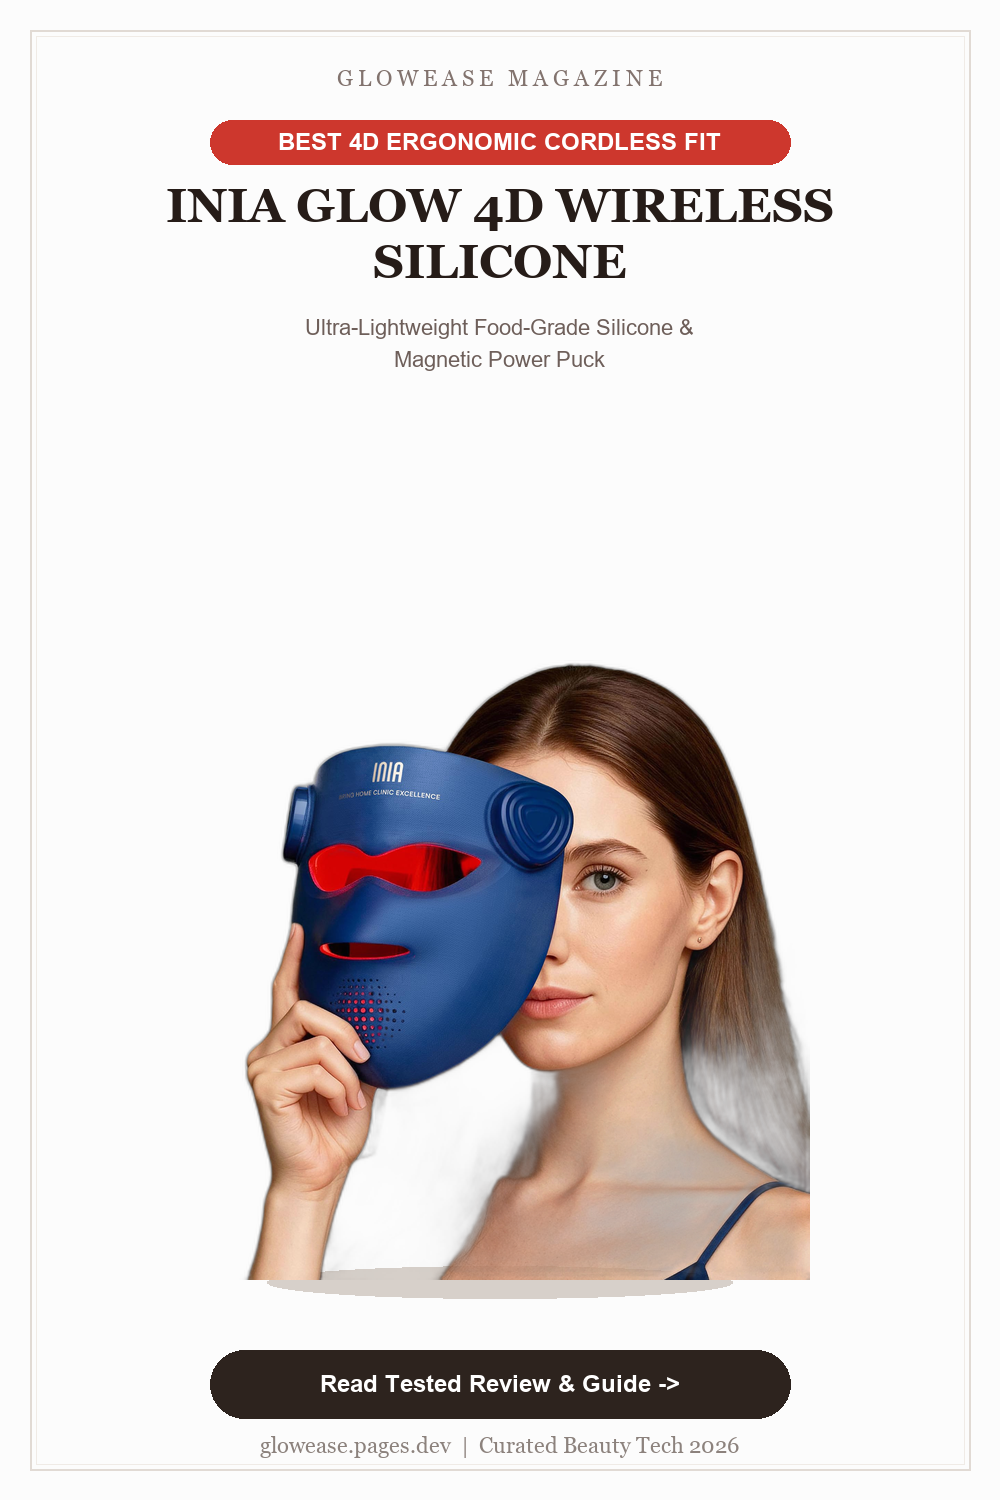 GLOWEASE MAGAZINE
BEST 4D ERGONOMIC CORDLESS FIT
INIA GLOW 4D WIRELESS
SILICONE
Ultra-Lightweight Food-Grade Silicone &
Magnetic Power Puck
INIA
HOME CLINIC EXCELLENCE
Read Tested Review & Guide ->
glowease.pages.dev | Curated Beauty Tech 2026